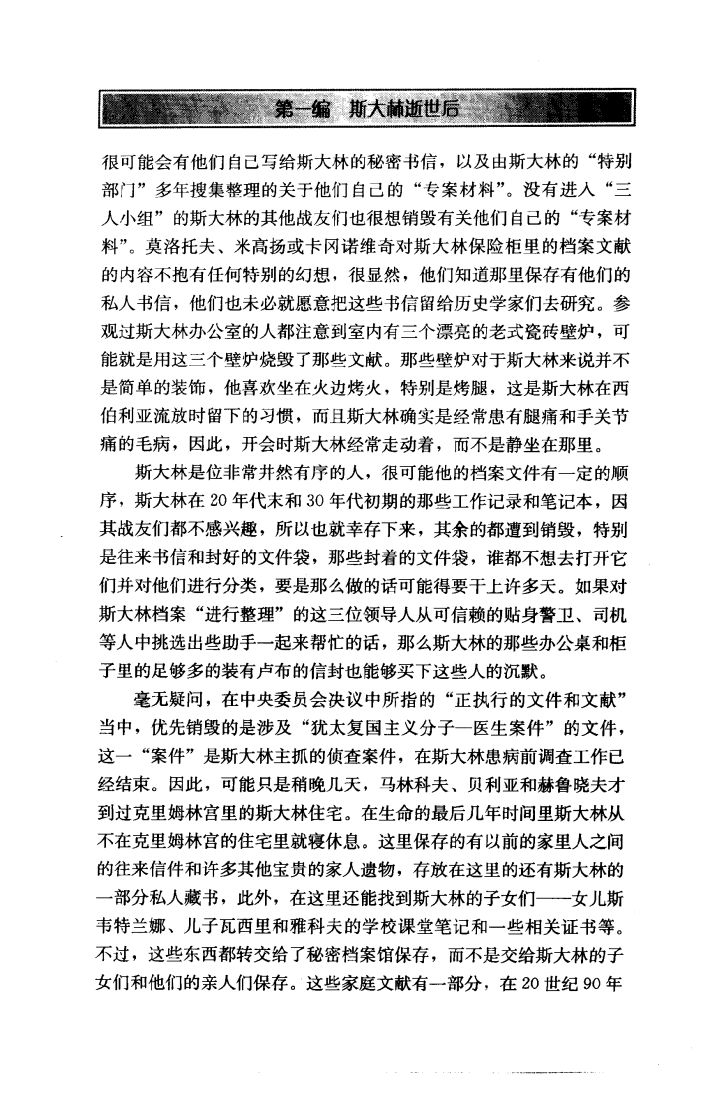 第一编 斯大林逝世后
很可能会有他们自己写给斯大林的秘密书信，以及由斯大林的“特别
部门”多年搜集整理的关于他们自己的“专案材料”。没有进入“三
人小组”的斯大林的其他战友们也很想销毁有关他们自己的“专案材
料”。莫洛托夫、米高扬或卡冈诺维奇对斯大林保险柜里的档案文献
的内容不抱有任何特别的幻想，很显然，他们知道那里保存有他们的
私人书信，他们也未必就愿意把这些书信留给历史学家们去研究。参
观过斯大林办公室的人都注意到室内有三个漂亮的老式瓷砖壁炉，可
能就是用这三个壁炉烧毁了那些文献。那些壁炉对于斯大林来说并不
是简单的装饰，他喜欢坐在火边烤火，特别是烤腿，这是斯大林在西
伯利亚流放时留下的习惯，而且斯大林确实是经常患有腿痛和手关节
痛的毛病，因此，开会时斯大林经常走动着，而不是静坐在那里。
斯大林是位非常井然有序的人，很可能他的档案文件有一定的顺
序，斯大林在20年代末和30年代初期的那些工作记录和笔记本，因
其战友们都不感兴趣，所以也就幸存下来，其余的都遭到销毁，特别
是往来书信和封好的文件袋，那些封着的文件袋，谁都不想去打开它
们并对他们进行分类，要是那么做的话可能得要干上许多天。如果对
斯大林档案“进行整理”的这三位领导人从可信赖的贴身警卫、司机
等人中挑选出些助手一起来帮忙的话，那么斯大林的那些办公桌和柜
子里的足够多的装有卢布的信封也能够买下这些人的沉默。
毫无疑问，在中央委员会决议中所指的“正执行的文件和文献”
当中，优先销毁的是涉及“犹太复国主义分子—医生案件”的文件，
这一“案件”是斯大林主抓的侦查案件，在斯大林患病前调查工作已
经结束。因此，可能只是稍晚几天，马林科夫、贝利亚和赫鲁晓夫才
到过克里姆林宫里的斯大林住宅。在生命的最后几年时间里斯大林从
不在克里姆林宫的住宅里就寝休息。这里保存的有以前的家里人之间
的往来信件和许多其他宝贵的家人遗物，存放在这里的还有斯大林的
一部分私人藏书，此外，在这里还能找到斯大林的子女们——女儿斯
韦特兰娜、儿子瓦西里和雅科夫的学校课堂笔记和一些相关证书等。
不过，这些东西都转交给了秘密档案馆保存，而不是交给斯大林的子
女们和他们的亲人们保存。这些家庭文献有一部分，在20世纪90年